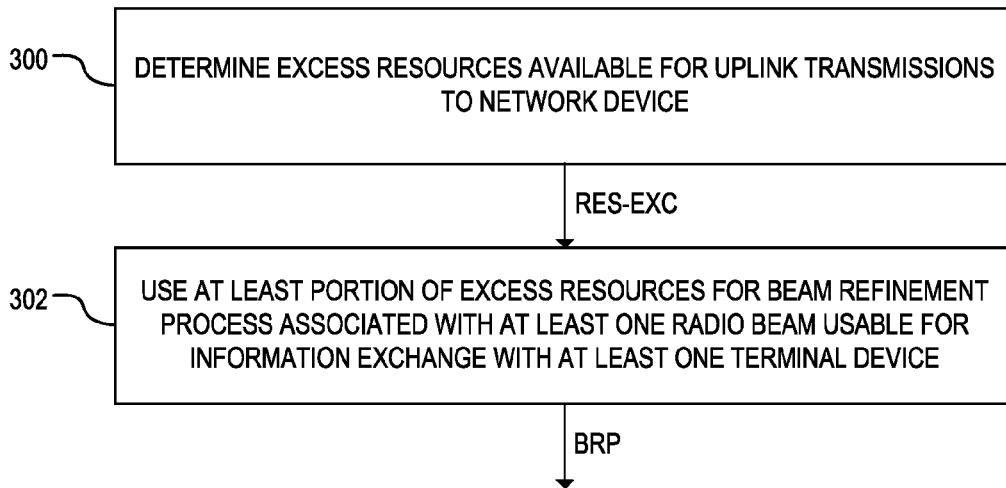 300
DETERMINE EXCESS RESOURCES AVAILABLE FOR UPLINK TRANSMISSIONS
TO NETWORK DEVICE
RES-EXC
302
USE AT LEAST PORTION OF EXCESS RESOURCES FOR BEAM REFINEMENT
PROCESS ASSOCIATED WITH AT LEAST ONE RADIO BEAM USABLE FOR
INFORMATION EXCHANGE WITH AT LEAST ONE TERMINAL DEVICE
BRP